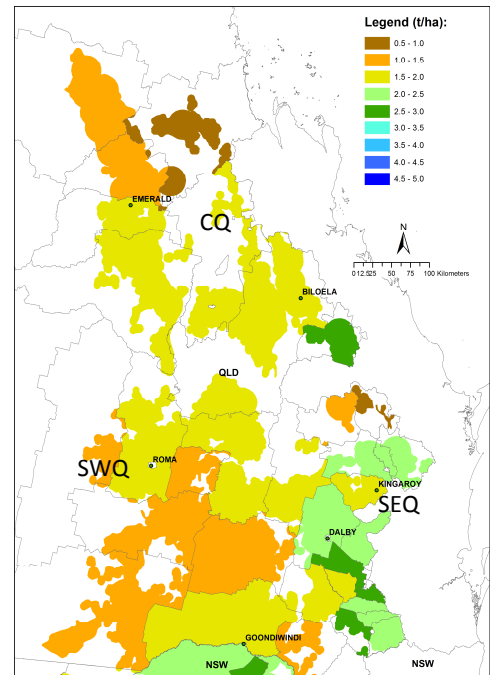 Legend (t/ha):
0.5 - 1.0
1.0 - 1.5
1.5 - 2.0
2.0 - 2.5
2.5 - 3.0
3.0 - 3.5
3.5 - 4.0
4.0 - 4.5
4.5 - 5.0
EMERALD
CQ
N
0 12.525 50 75 100 Kilometers
BILOELA
QLD
SWQ
ROMA
KINGAROY
SEQ
DALBY
GOONDIWINDI
NSW
NSW